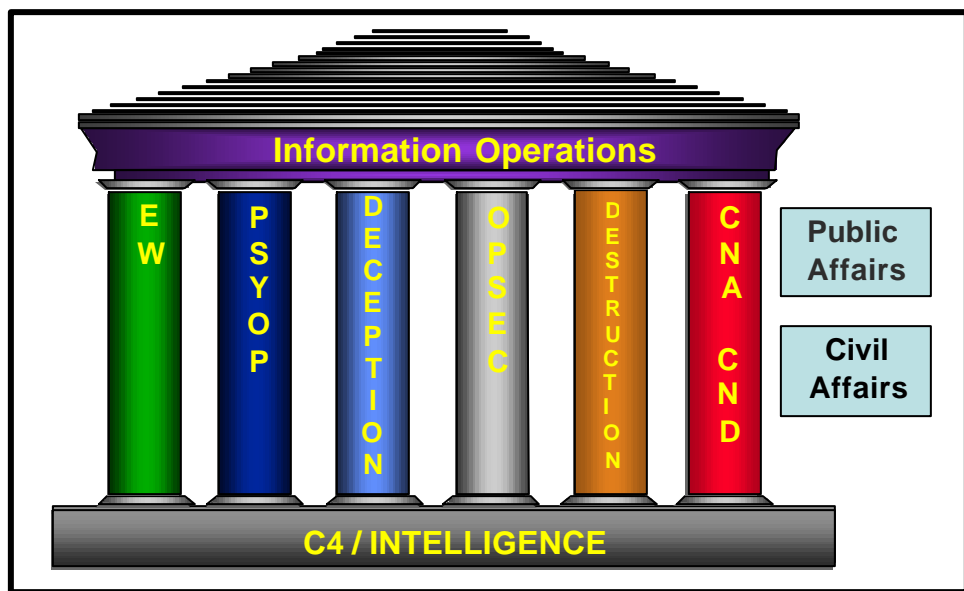 Information Operations
EW
PSYOP
DECEPTION
OPSEC
DESTRUCTION
CNA CND
Public
Affairs
Civil
Affairs
C4 / INTELLIGENCE